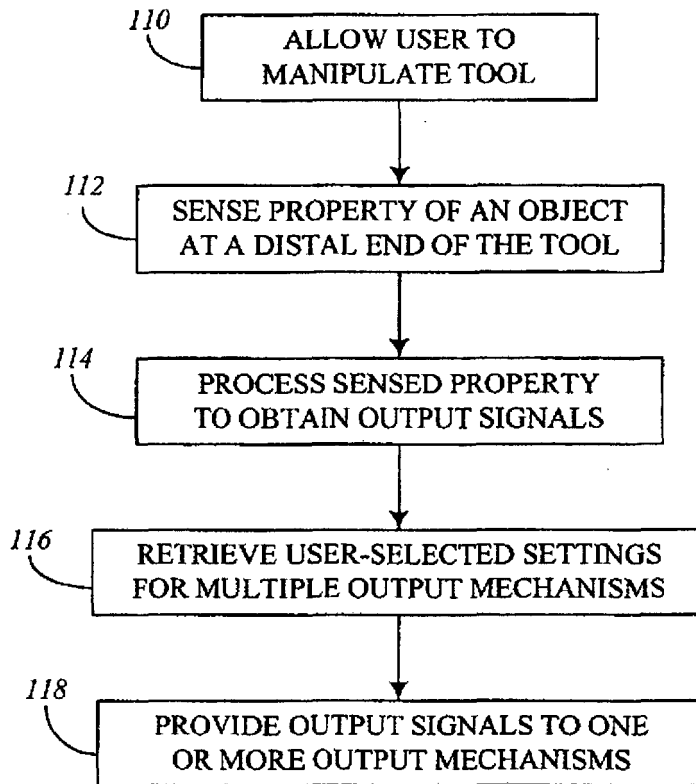 110
ALLOW USER TO
MANIPULATE TOOL
112
SENSE PROPERTY OF AN OBJECT
AT A DISTAL END OF THE TOOL
114
PROCESS SENSED PROPERTY
TO OBTAIN OUTPUT SIGNALS
116
RETRIEVE USER-SELECTED SETTINGS
FOR MULTIPLE OUTPUT MECHANISMS
118
PROVIDE OUTPUT SIGNALS TO ONE
OR MORE OUTPUT MECHANISMS